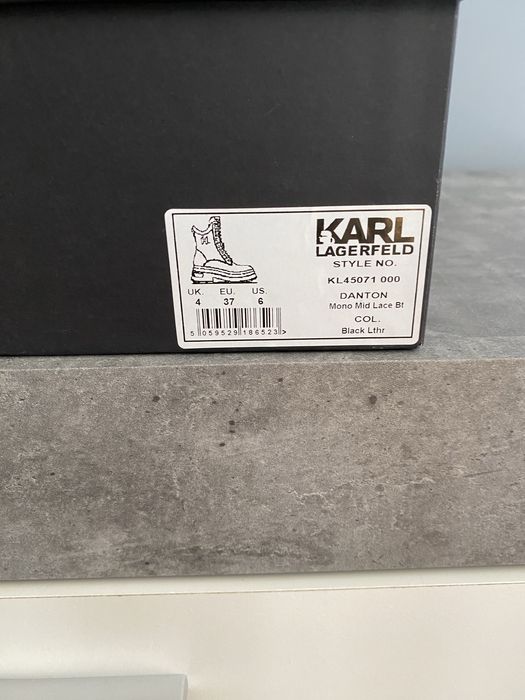 KARL
LAGERFELD
STYLE NO.
KL45071 000
DANTON
Mono Mid Lace Bt
COL.
Black Lthr
UK. EU. US.
4 37 6
5 059529 186523 >